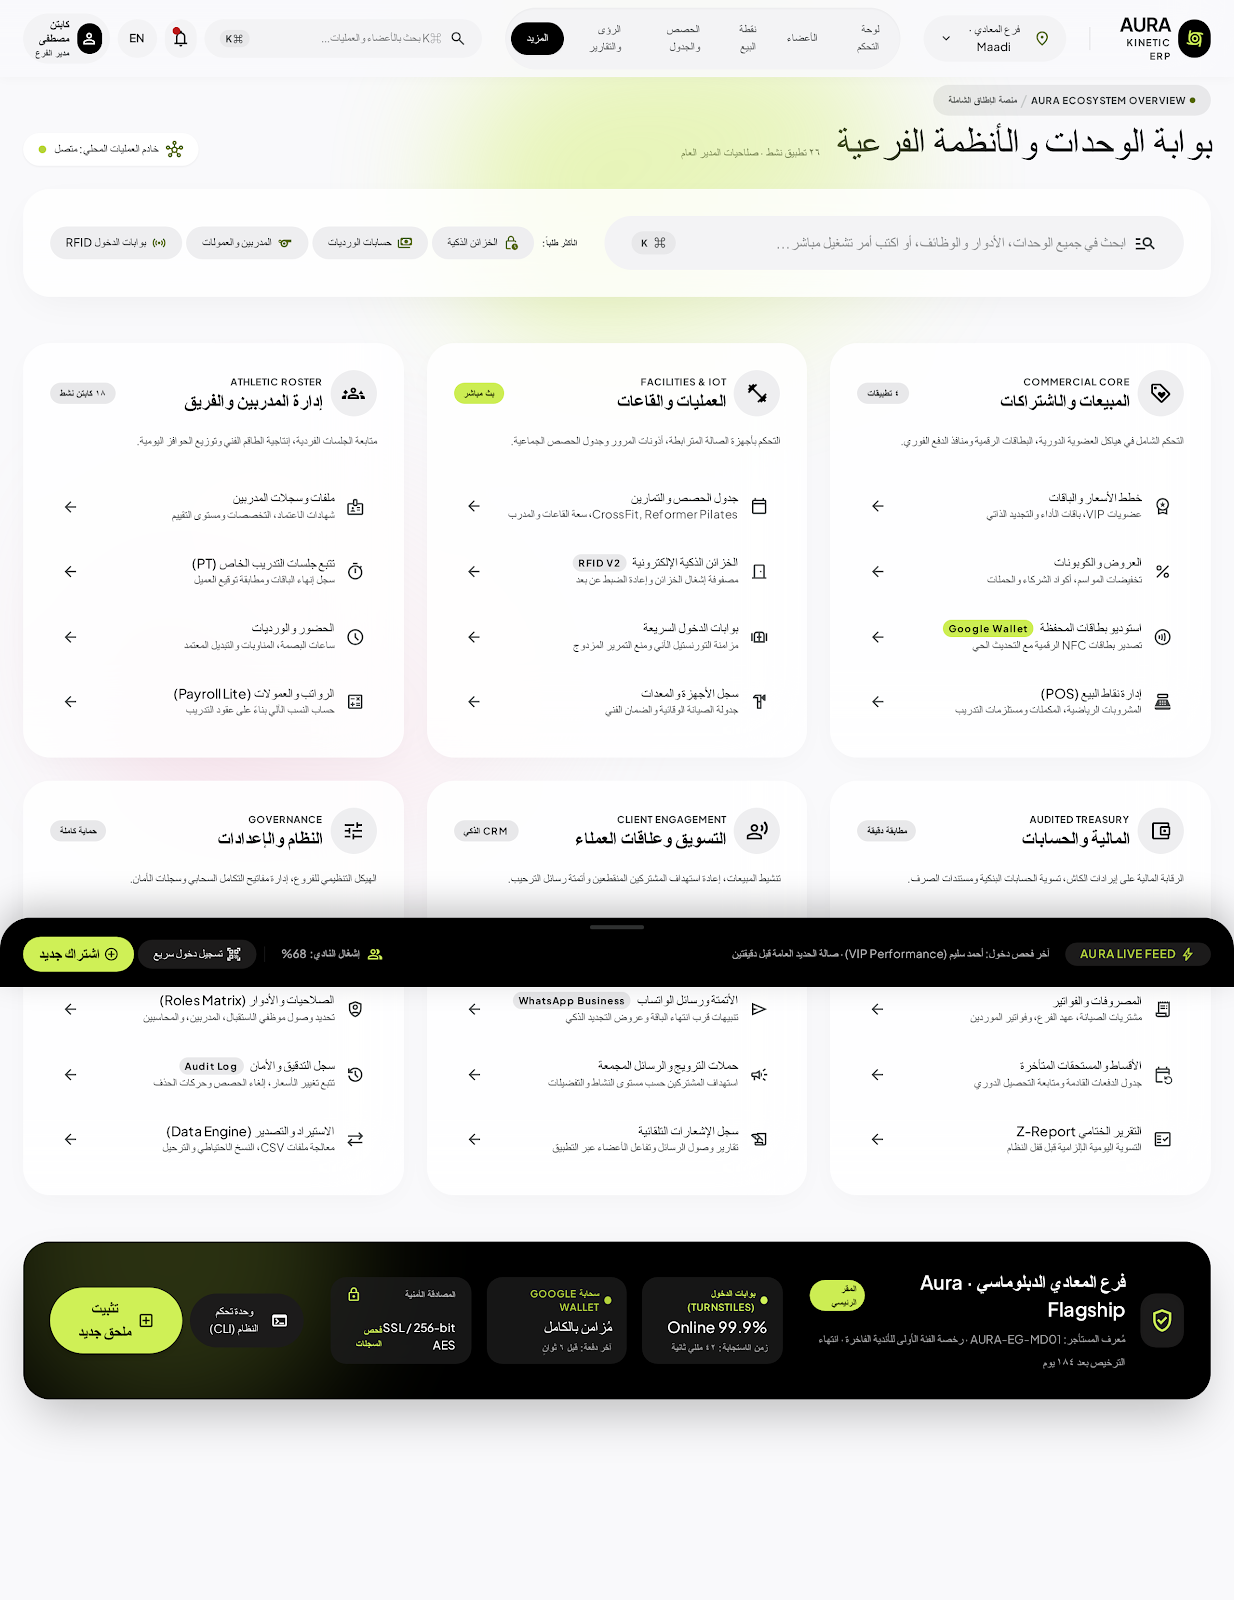 AURA
KINETIC
ERP
فرع المعادي ·
Maadi
لوحة
التحكم
الأعضاء
نقطة
البيع
الحصص
والجدول
الرؤى
والتقارير
المزيد
بحث بالأعضاء والعمليات... ⌘K
⌘K
EN
كابتن
مصطفى
مدير الفرع
AURA ECOSYSTEM OVERVIEW / منصة الإطلاق الشاملة
بوابة الوحدات والأنظمة الفرعية
٢٦ تطبيق نشط · صلاحيات المدير العام
خادم العمليات المحلي: متصل
ابحث في جميع الوحدات، الأدوار والوظائف، أو اكتب أمر تشغيل مباشر...
⌘ K
الأكثر طلباً:
الخزائن الذكية
حسابات الورديات
المدربين والعمولات
بوابات الدخول RFID
COMMERCIAL CORE
المبيعات والاشتراكات
٤ تطبيقات
التحكم الشامل في هياكل العضوية الدورية، البطاقات الرقمية ومنافذ الدفع الفوري.
خطط الأسعار والباقات
عضويات VIP، باقات الأداء والتجديد الذاتي
العروض والكوبونات
تخفيضات المواسم، أكواد الشركاء والحملات
استوديو بطاقات المحفظة Google Wallet
تصدير بطاقات NFC الرقمية مع التحديث الحي
إدارة نقاط البيع (POS)
المشروبات الرياضية، المكملات ومستلزمات التدريب
FACILITIES & IOT
العمليات والقاعات
بث مباشر
التحكم بأجهزة الصالة المترابطة، أذونات المرور وجدول الحصص الجماعية.
جدول الحصص والتمارين
CrossFit, Reformer Pilates، سعة القاعات والمدرب
الخزائن الذكية الإلكترونية RFID V2
مصفوفة إشغال الخزائن وإعادة الضبط عن بعد
بوابات الدخول السريعة
مزامنة التورنستيل الآني ومنع التمرير المزدوج
سجل الأجهزة والمعدات
جدولة الصيانة الوقائية والضمان الفني
ATHLETIC ROSTER
إدارة المدربين والفريق
١٨ كابتن نشط
متابعة الجلسات الفردية، إنتاجية الطاقم الفني وتوزيع الحوافز اليومية.
ملفات وسجلات المدربين
شهادات الاعتماد، التخصصات ومستوى التقييم
تتبع جلسات التدريب الخاص (PT)
سجل إنهاء الباقات ومطابقة توقيع العميل
الحضور والورديات
ساعات البصمة، المناوبات والتبديل المعتمد
الرواتب والعمولات (Payroll Lite)
حساب النسب الآلي بناءً على عقود التدريب
AUDITED TREASURY
المالية والحسابات
مطابقة دقيقة
الرقابة المالية على إيرادات الكاش، تسوية الحسابات البنكية ومستندات الصرف.
CLIENT ENGAGEMENT
التسويق وعلاقات العملاء
CRM الذكي
تنشيط المبيعات، إعادة استهداف المشتركين المنقطعين وأتمتة رسائل الترحيب.
GOVERNANCE
النظام والإعدادات
حماية كاملة
الهيكل التنظيمي للفروع، إدارة مفاتيح التكامل السحابي وسجلات الأمان.
AURA LIVE FEED
آخر فحص دخول: أحمد سليم (VIP Performance) · صالة الحديد العامة قبل دقيقتين
إشغال النادي: 68%
تسجيل دخول سريع
اشتراك جديد
المصروفات والفواتير
مشتريات الصيانة، عهد الفرع، وفواتير الموردين
الأقساط والمستحقات المتأخرة
جدول الدفعات القادمة ومتابعة التحصيل الدوري
التقرير الختامي Z-Report
التسوية اليومية الإلزامية قبل قفل النظام
الأتمتة ورسائل الواتساب WhatsApp Business
تنبيهات قرب انتهاء الباقة وعروض التجديد الذكي
حملات الترويج والرسائل المجمعة
استهداف المشتركين حسب مستوى النشاط والتفضيلات
سجل الإشعارات التلقائية
تقارير وصول الرسائل وتفاعل الأعضاء عبر التطبيق
الصلاحيات والأدوار (Roles Matrix)
تحديد وصول موظفي الاستقبال، المدربين، والمحاسبين
سجل التدقيق والأمان Audit Log
تتبع تغيير الأسعار، إلغاء الحصص وحركات الحذف
الاستيراد والتصدير (Data Engine)
معالجة ملفات CSV، النسخ الاحتياطي والترحيل
فرع المعادي الدبلوماسي · Aura
Flagship
المقر
الرئيسي
مُعرف المستأجر: AURA-EG-MD01 · رخصة الفئة الأولى للأندية الفاخرة · انتهاء
الترخيص بعد ١٨٤ يوم
بوابات الدخول
(TURNSTILES)
Online 99.9%
زمن الاستجابة: ٤٢ مللي ثانية
سحابة GOOGLE
WALLET
مُزامن بالكامل
آخر دفعة: قبل ٦ ثوانٍ
المصادقة الأمنية
SSL / 256-bit
AES
فحص
السجلات
وحدة تحكم
النظام (CLI)
تثبيت
ملحق جديد